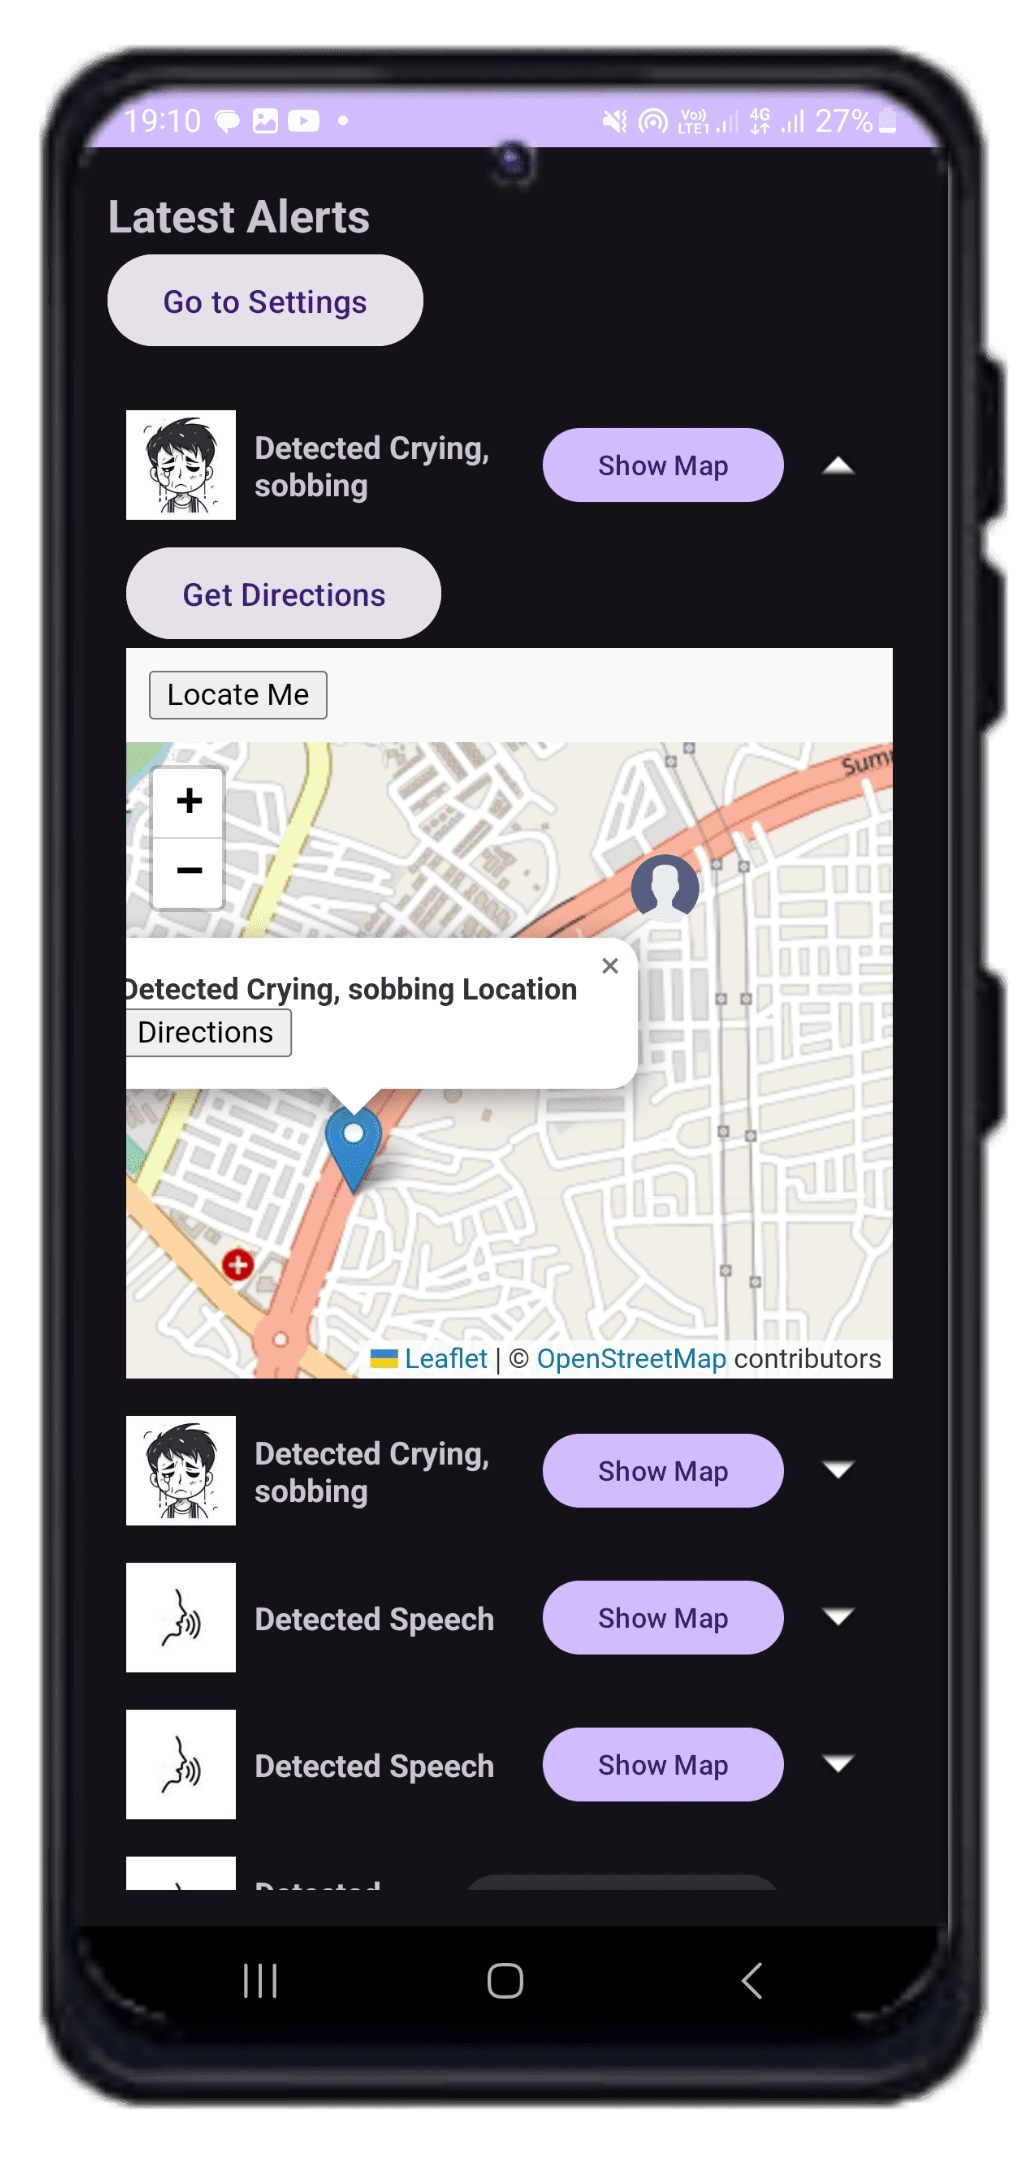 19:10
Vo)) LTE1 4G 27%
Latest Alerts
Go to Settings
Detected Crying,
sobbing
Show Map
Get Directions
Locate Me
+
−
Summ
×
Detected Crying, sobbing Location
Directions
Leaflet | © OpenStreetMap contributors
Detected Crying,
sobbing
Show Map
Detected Speech
Show Map
Detected Speech
Show Map
Detected